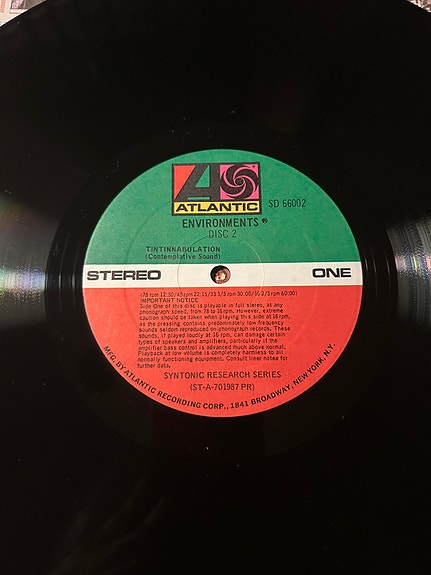 ATLANTIC
SD 66002
ENVIRONMENTS ®
DISC 2
TINTINNABULATION
(Contemplative Sound)
STEREO
ONE
(78 rpm 12:50/45 rpm 22:15/33 1/3 rpm 30:00/16 2/3 rpm 60:00)
IMPORTANT NOTICE
Side One of this disc is playable in full stereo, at any
phonograph speed, from 78 to 16 rpm. However, extreme
caution should be taken when playing this side at 16 rpm,
as the pressing contains predominately low frequency
sounds seldom reproduced on phonograph records. These
sounds, if played exactly at 16 rpm, can damage certain
types of speakers and amplifiers, particularly if the
amplifier bass control is advanced much above normal.
Playback at low volume is completely harmless to all
normally functioning equipment. Consult liner notes for
further data.
SYNTONIC RESEARCH SERIES
(ST-A-701987 PR)
MFG. BY ATLANTIC RECORDING CORP., 1841 BROADWAY, NEW YORK, N.Y.